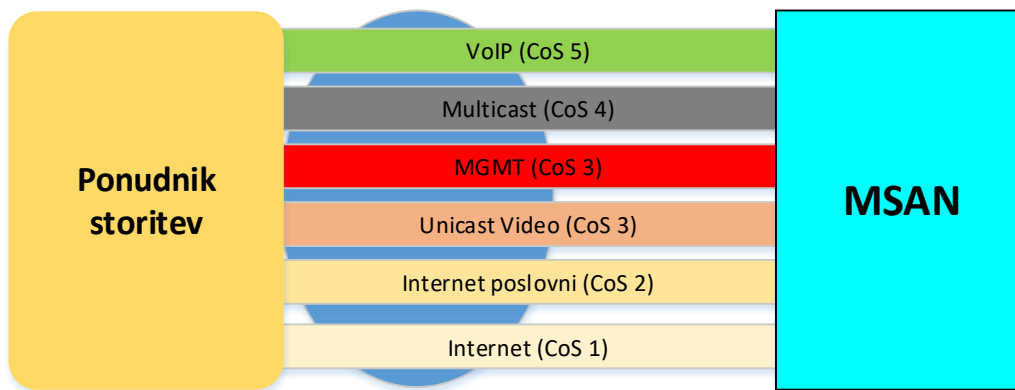 Ponudnik
storitev
VoIP (CoS 5)
Multicast (CoS 4)
MGMT (CoS 3)
Unicast Video (CoS 3)
Internet poslovni (CoS 2)
Internet (CoS 1)
MSAN